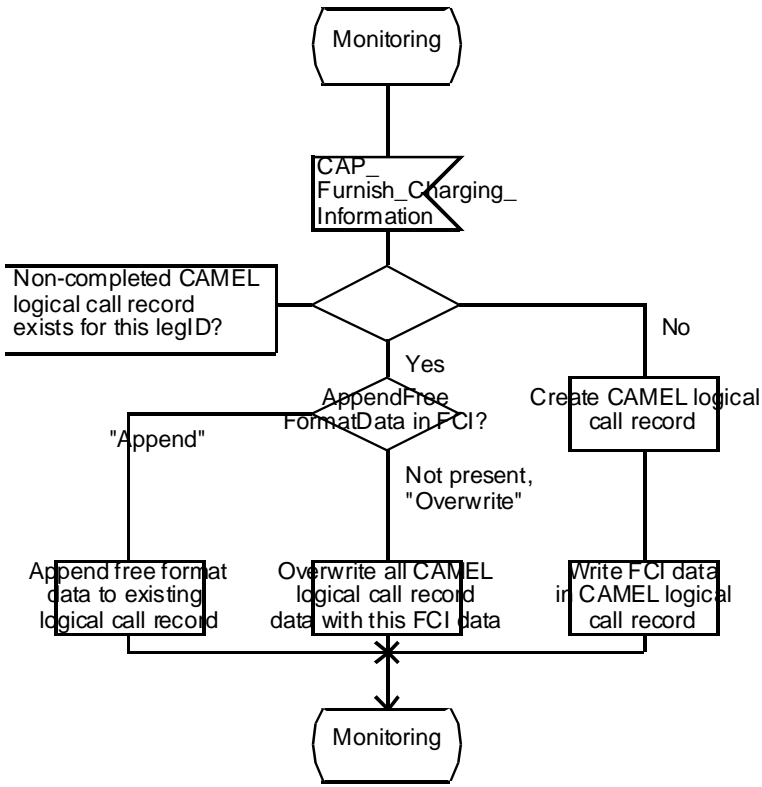 Monitoring
CAP_
Furnish_Charging_
Information
Non-completed CAMEL
logical call record
exists for this legID?
No
Yes
AppendFree
FormatData in FCI?
Create CAMEL logical
call record
"Append"
Not present,
"Overwrite"
Append free format
data to existing
logical call record
Overwrite all CAMEL
logical call record
data with this FCI data
Write FCI data
in CAMEL logical
call record
Monitoring